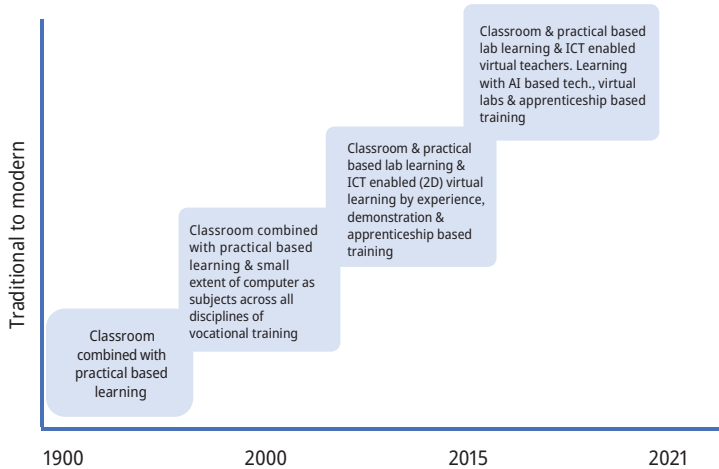 Classroom & practical based
lab learning & ICT enabled
virtual teachers. Learning
with AI based tech., virtual
labs & apprenticeship based
training
Classroom & practical
based lab learning &
ICT enabled (2D) virtual
learning by experience,
demonstration &
apprenticeship based
training
Classroom combined
with practical based
learning & small
extent of computer as
subjects across all
disciplines of
vocational training
Classroom
combined with
practical based
learning
Traditional to modern
1900 2000 2015 2021